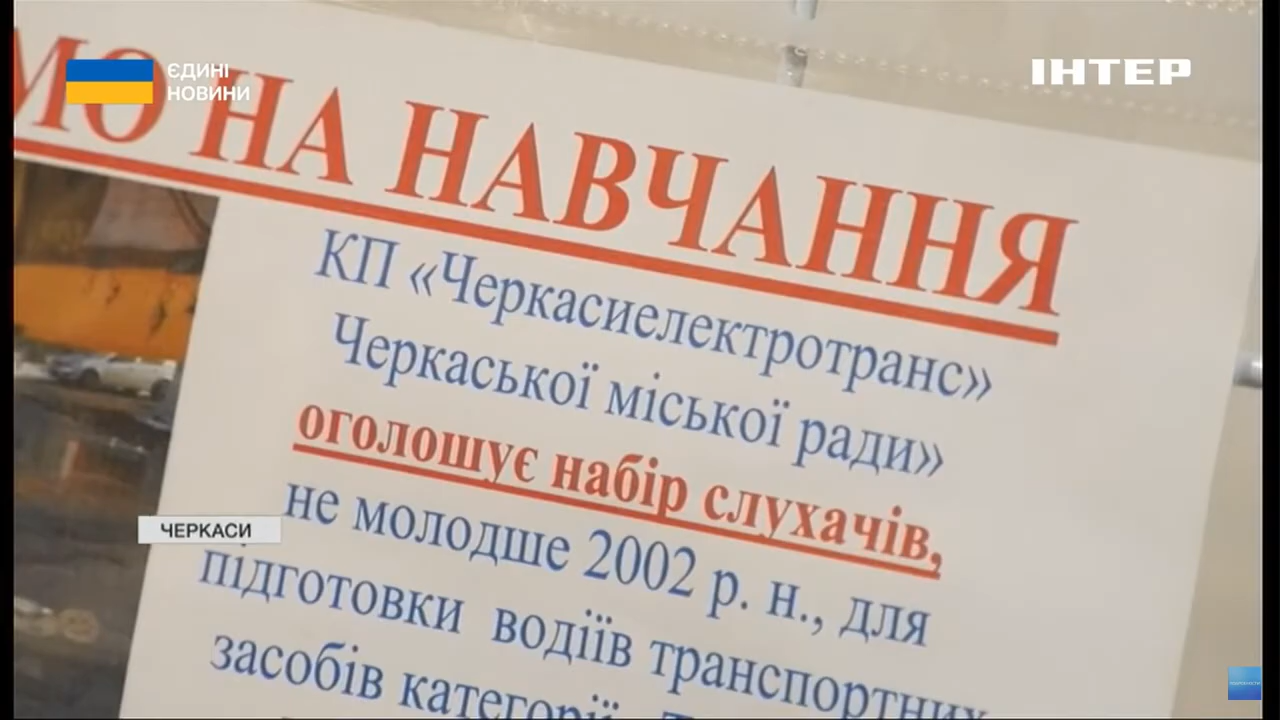 ЄДИНІ
НОВИНИ
ІНТЕР
МО НА НАВЧАННЯ
КП «Черкасиелектротранс»
Черкаської міської ради»
оголошує набір слухачів,
не молодше 2002 р. н., для
ЧЕРКАСИ
підготовки водіїв транспортних
засобів категорії